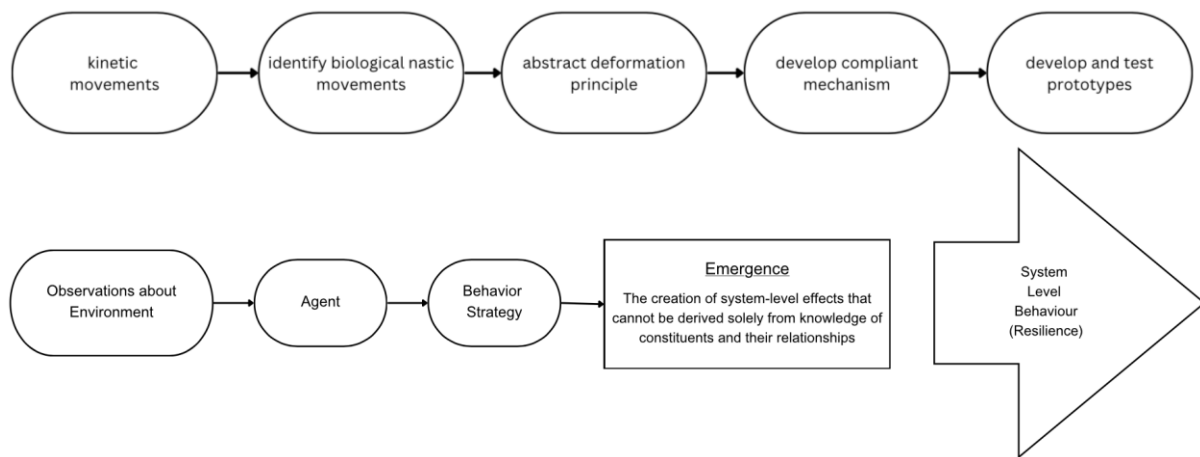 kinetic
movements
identify biological nastic
movements
abstract deformation
principle
develop compliant
mechanism
develop and test
prototypes
Observations about
Environment
Agent
Behavior
Strategy
Emergence
The creation of system-level effects that
cannot be derived solely from knowledge of
constituents and their relationships
System
Level
Behaviour
(Resilience)